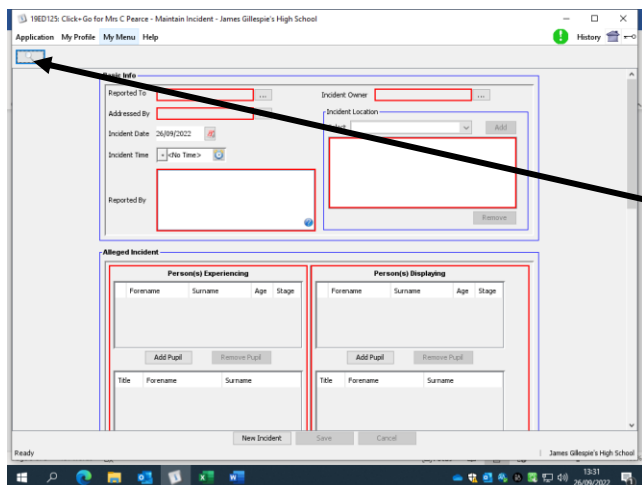 19ED125: Click+Go for Mrs C Pearce - Maintain Incident - James Gillespie's High School
Application My Profile My Menu Help
History
Basic Info
Reported To ... Incident Owner ...
Addressed By Incident Location
Incident Date 26/09/2022 Add
Incident Time <No Time>
Reported By
Remove
Alleged Incident
Person(s) Experiencing Person(s) Displaying
Forename Surname Age Stage Forename Surname Age Stage
Add Pupil Remove Pupil Add Pupil Remove Pupil
Title Forename Surname Title Forename Surname
New Incident Save Cancel
Ready James Gillespie's High School
13:31
26/09/2022